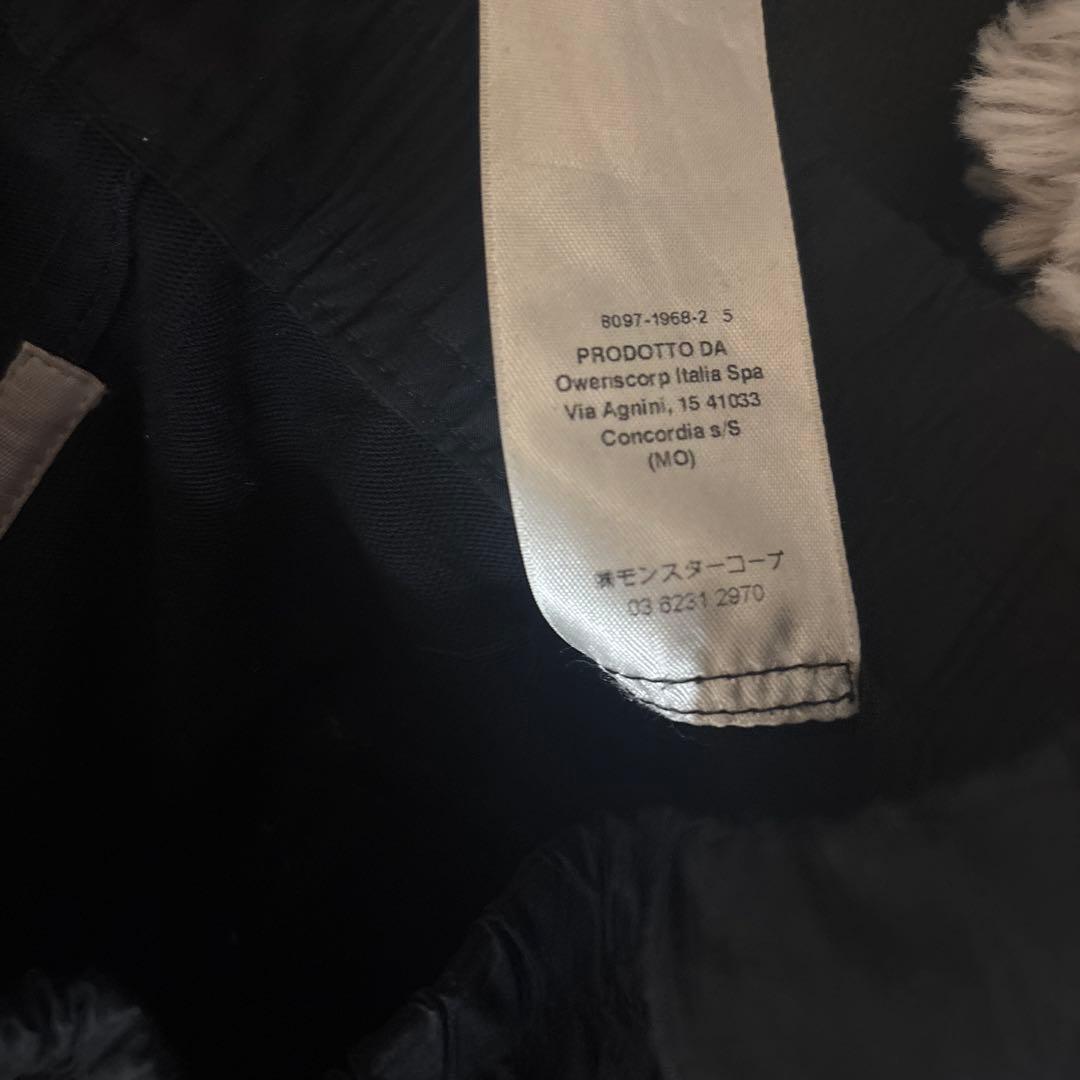 8097-1968-2 5
PRODOTTO DA
Owenscorp Italia Spa
Via Agnini, 15 41033
Concordia s/S
(MO)
㈱モンスターコープ
03 6231 2970